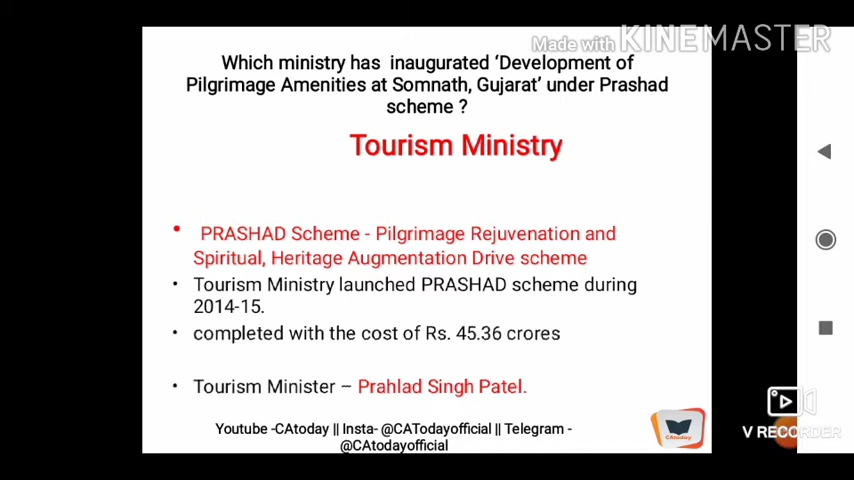 Made with KINEMASTER
Which ministry has inaugurated ‘Development of
Pilgrimage Amenities at Somnath, Gujarat’ under Prashad
scheme ?
Tourism Ministry
• PRASHAD Scheme - Pilgrimage Rejuvenation and
Spiritual, Heritage Augmentation Drive scheme
• Tourism Ministry launched PRASHAD scheme during
2014-15.
• completed with the cost of Rs. 45.36 crores
• Tourism Minister – Prahlad Singh Patel.
Youtube -CAtoday || Insta- @CATodayofficial || Telegram -
@CAtodayofficial
CAtoday
V RECORDER